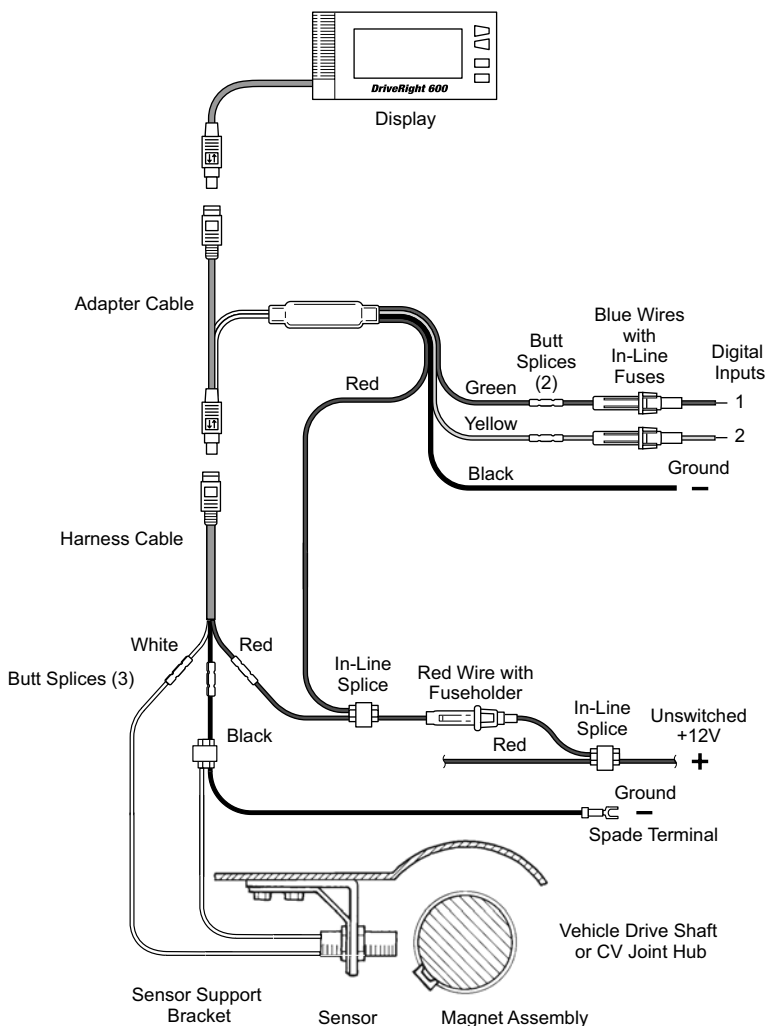 DriveRight 600
Display
Adapter Cable
Red
Green
Yellow
Black
Butt
Splices
(2)
Blue Wires
with
In-Line
Fuses
Digital
Inputs
1
2
Ground
−
Harness Cable
White
Red
Butt Splices (3)
Black
In-Line
Splice
Red Wire with
Fuseholder
In-Line
Splice
Red
Unswitched
+12V
+
Ground
−
Spade Terminal
Vehicle Drive Shaft
or CV Joint Hub
Sensor Support
Bracket
Sensor
Magnet Assembly